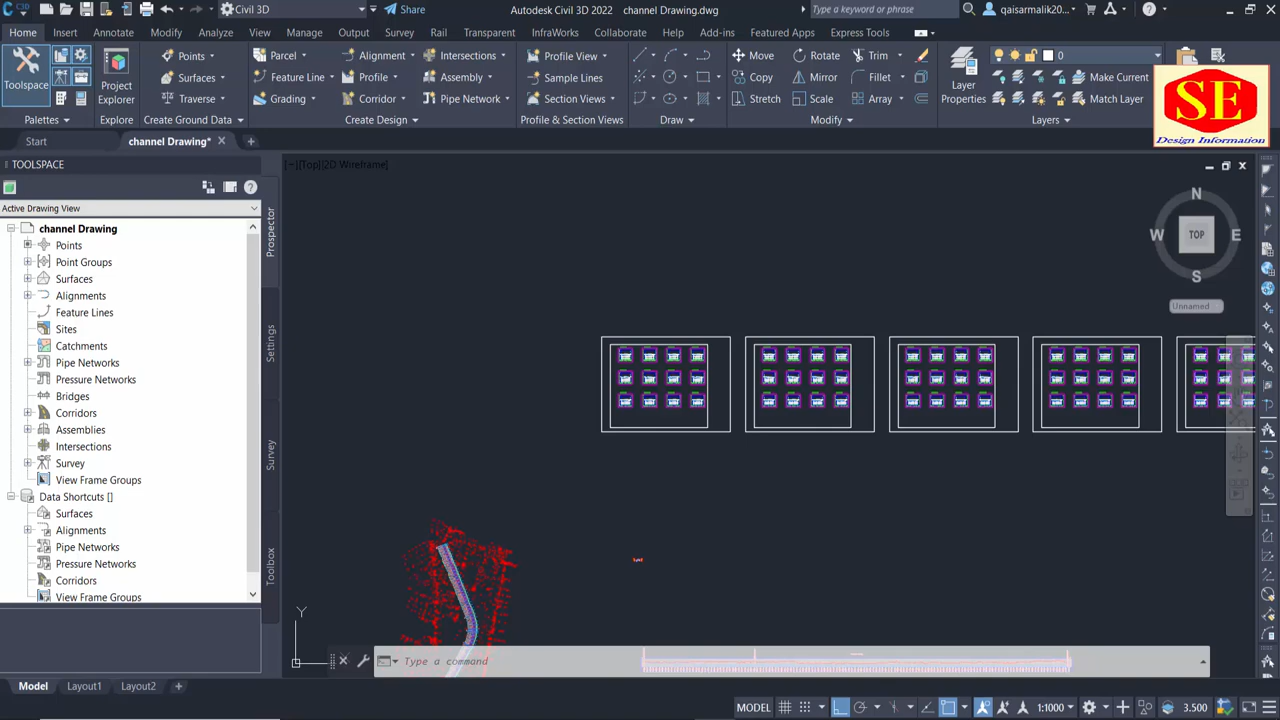 Civil 3D
Share
Autodesk Civil 3D 2022 channel Drawing.dwg
Type a keyword or phrase
qaisarmalik20...
Home Insert Annotate Modify Analyze View Manage Output Survey Rail Transparent InfraWorks Collaborate Help Add-ins Featured Apps Express Tools
Points Parcel Alignment Intersections Profile View Move Rotate Trim 0
Toolspace Project Explorer Surfaces Feature Line Profile Assembly Sample Lines Copy Mirror Fillet Layer Properties Make Current
Traverse Grading Corridor Pipe Network Section Views Stretch Scale Array Match Layer
Palettes Explore Create Ground Data Create Design Profile & Section Views Draw Modify Layers
SE
Design Information
Start channel Drawing*
TOOLSPACE
[−][Top][2D Wireframe]
Active Drawing View
channel Drawing
Points
Point Groups
Surfaces
Alignments
Feature Lines
Sites
Catchments
Pipe Networks
Pressure Networks
Bridges
Corridors
Assemblies
Intersections
Survey
View Frame Groups
Data Shortcuts []
Surfaces
Alignments
Pipe Networks
Pressure Networks
Corridors
View Frame Groups
Prospector
Settings
Survey
Toolbox
N
W TOP E
S
Unnamed
Y
Type a command
Model Layout1 Layout2
MODEL 1:1000 3.500